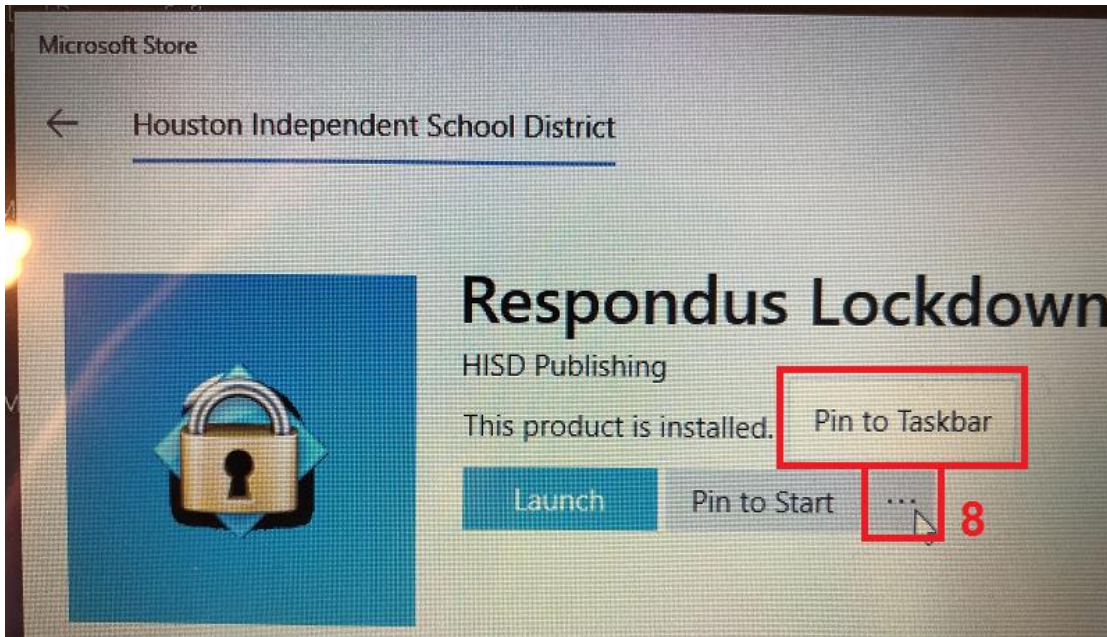 Microsoft Store
← Houston Independent School District
Respondus Lockdown
HISD Publishing
This product is installed.
Pin to Taskbar
Launch
Pin to Start
...
8